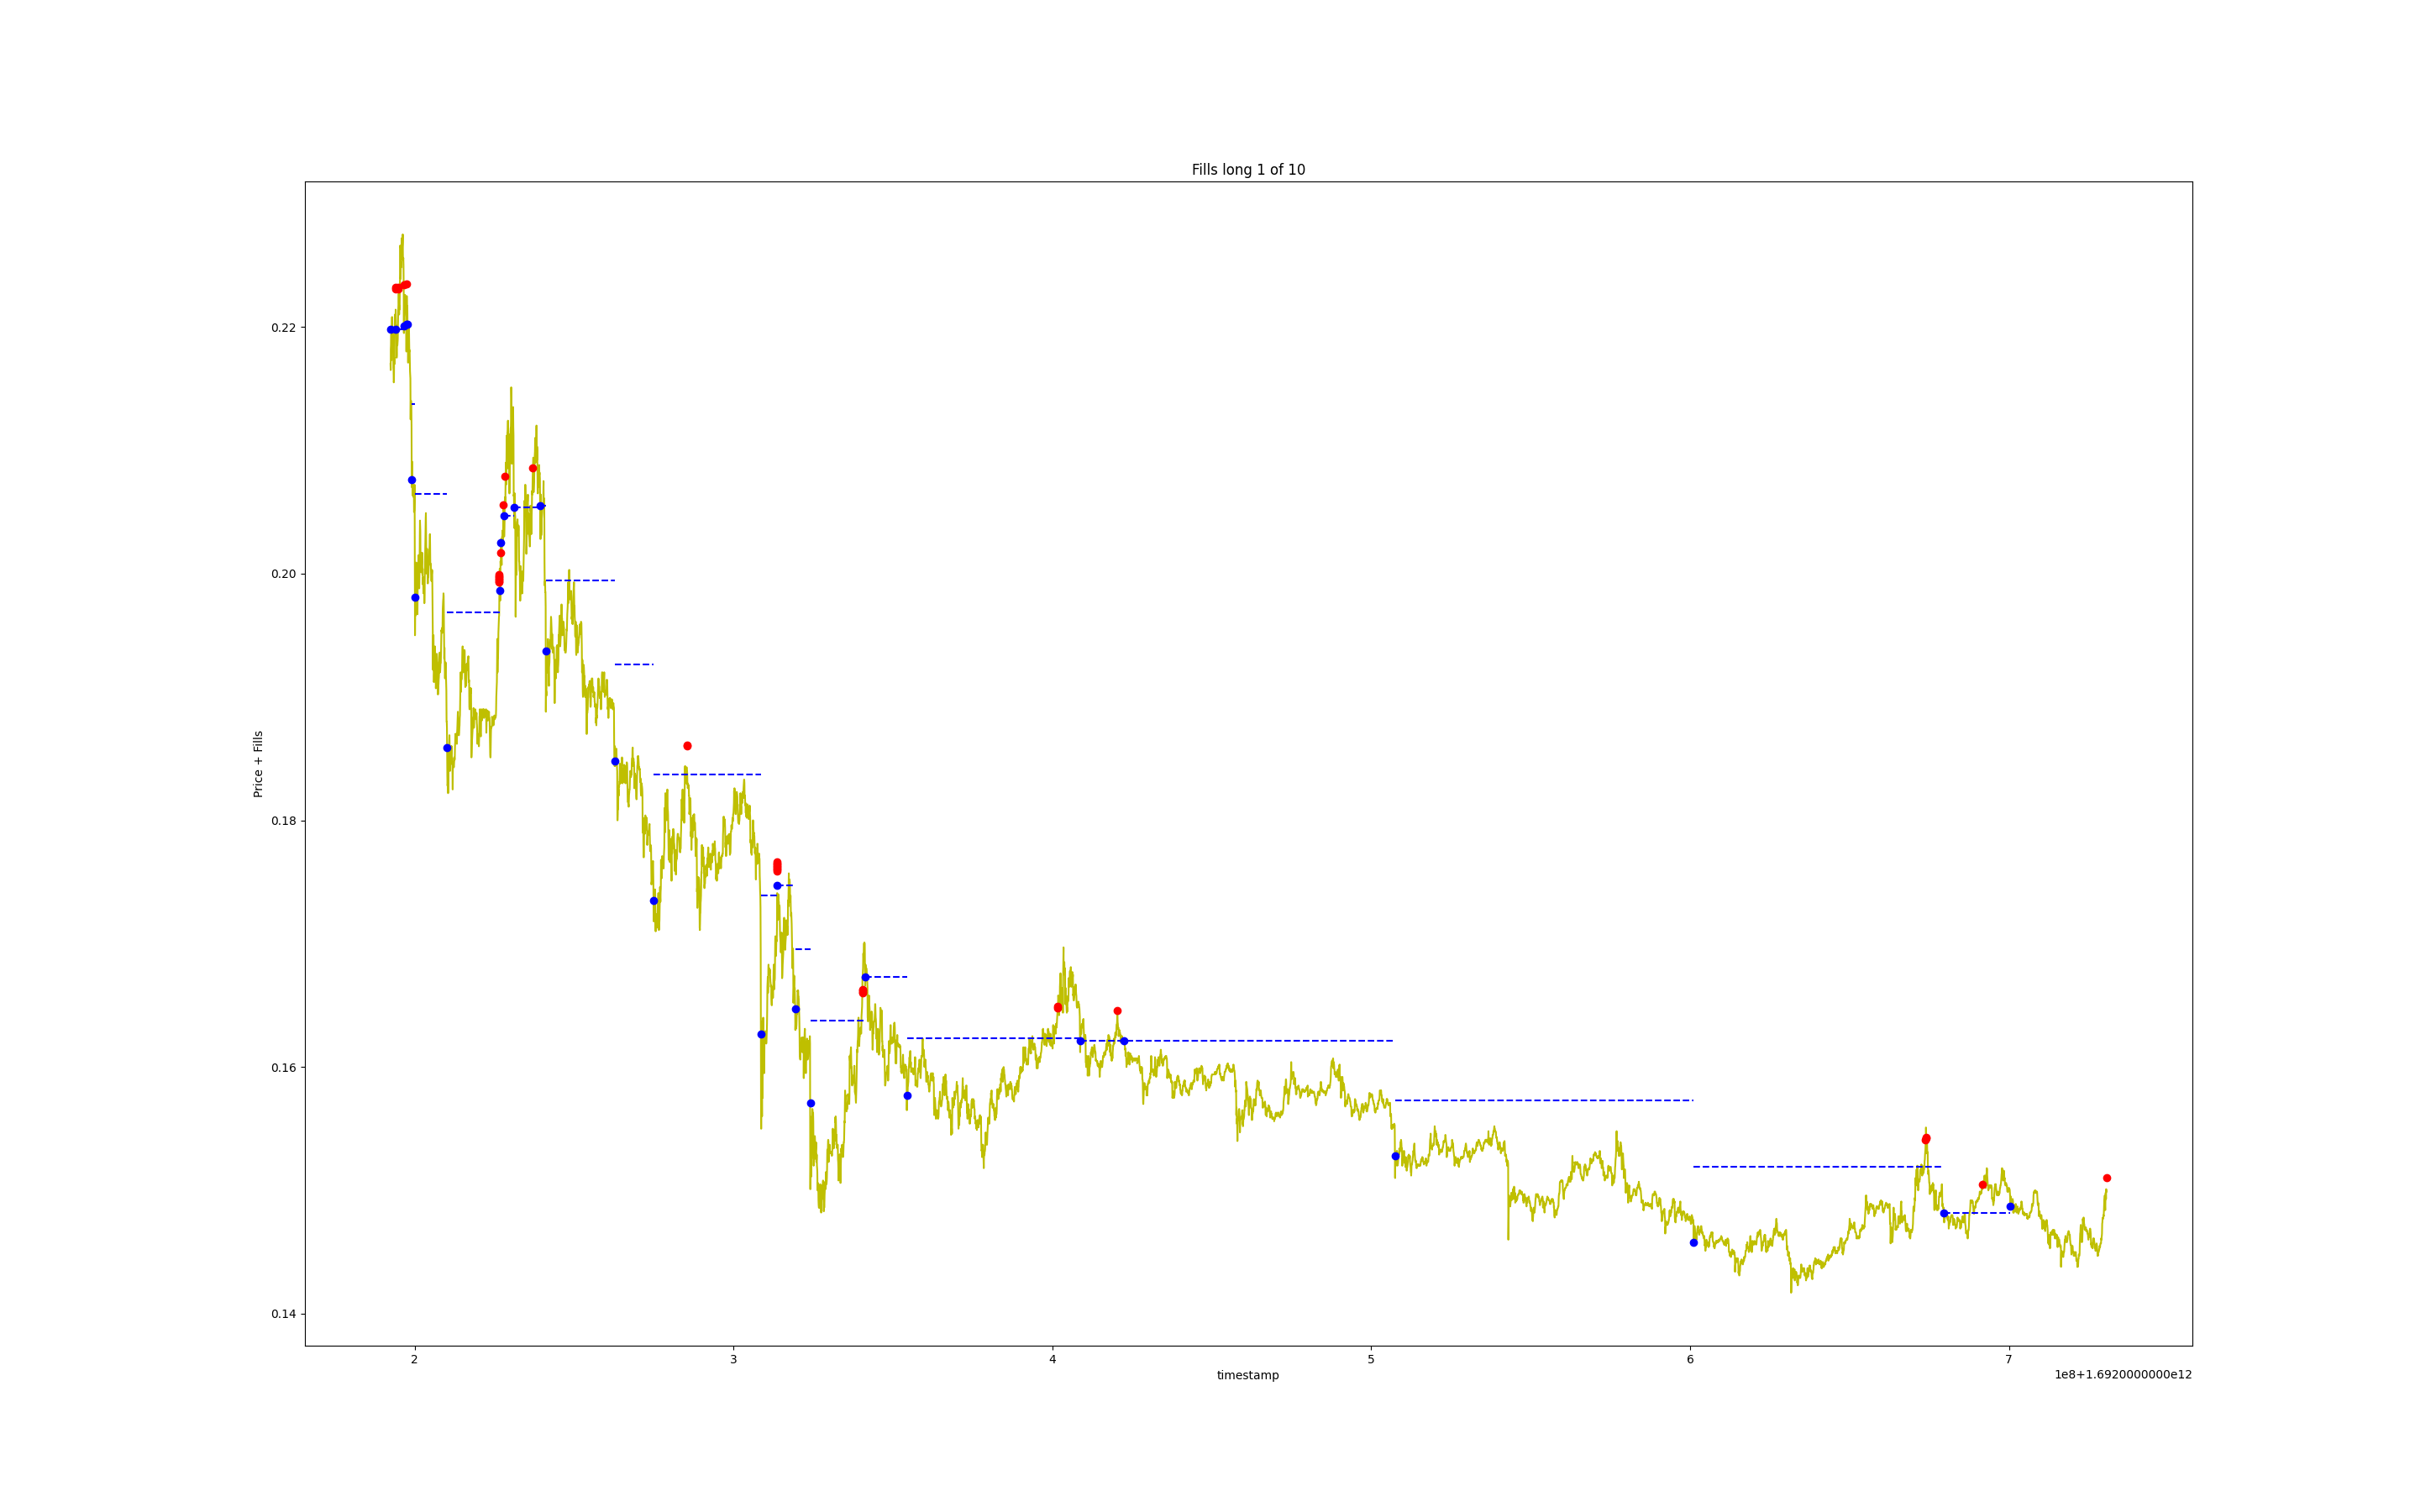 Fills long 1 of 10
0.22
0.20
0.18
0.16
0.14
Price + Fills
2 3 4 5 6 7
timestamp
1e8+1.6920000000e12